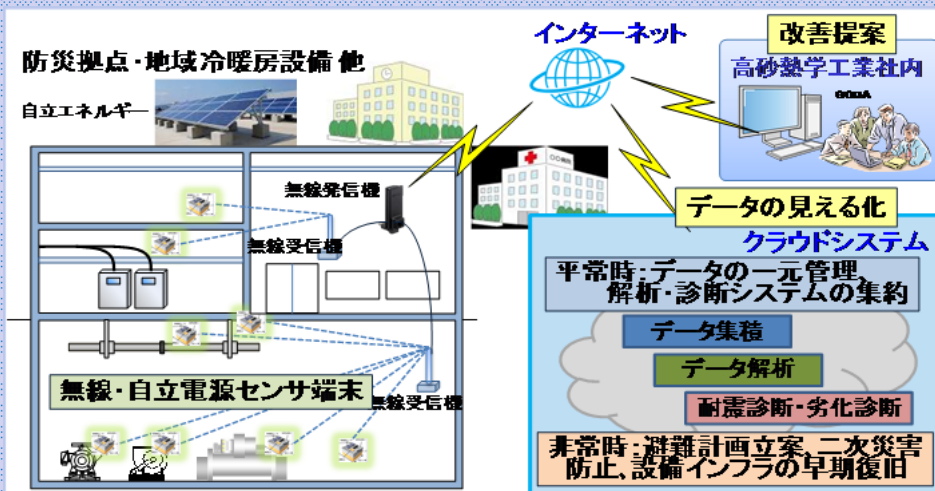 インターネット
改善提案
高砂熱学工業社内
防災拠点・地域冷暖房設備 他
自立エネルギー
無線発信機
無線受信機
データの見える化
クラウドシステム
平常時:データの一元管理、
解析・診断システムの集約
データ集積
データ解析
耐震診断・劣化診断
無線・自立電源センサ端末
無線受信機
非常時:避難計画立案、二次災害
防止、設備インフラの早期復旧